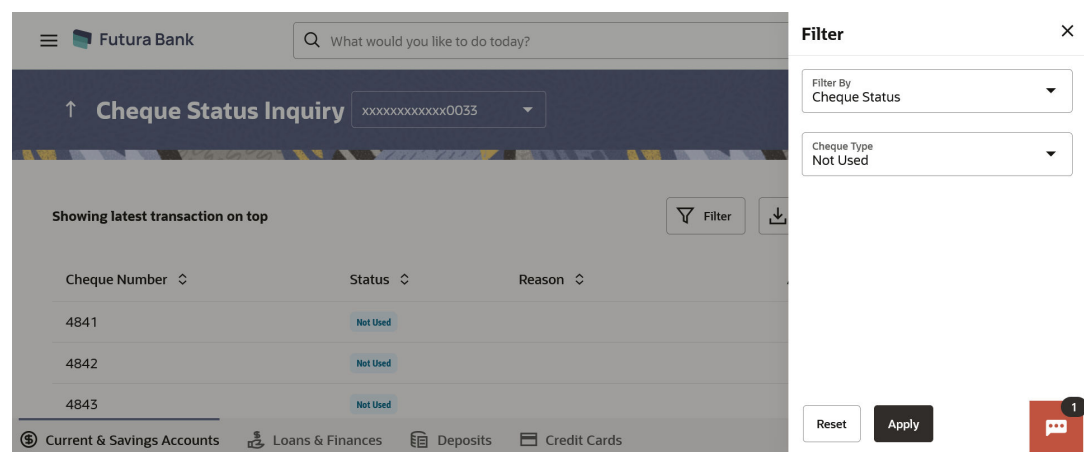 Futura Bank
What would you like to do today?
Cheque Status Inquiry
xxxxxxxxxxxx0033
Showing latest transaction on top
Filter
Cheque Number
Status
Reason
4841
Not Used
4842
Not Used
4843
Not Used
Current & Savings Accounts
Loans & Finances
Deposits
Credit Cards
Filter
Filter By
Cheque Status
Cheque Type
Not Used
Reset
Apply
1